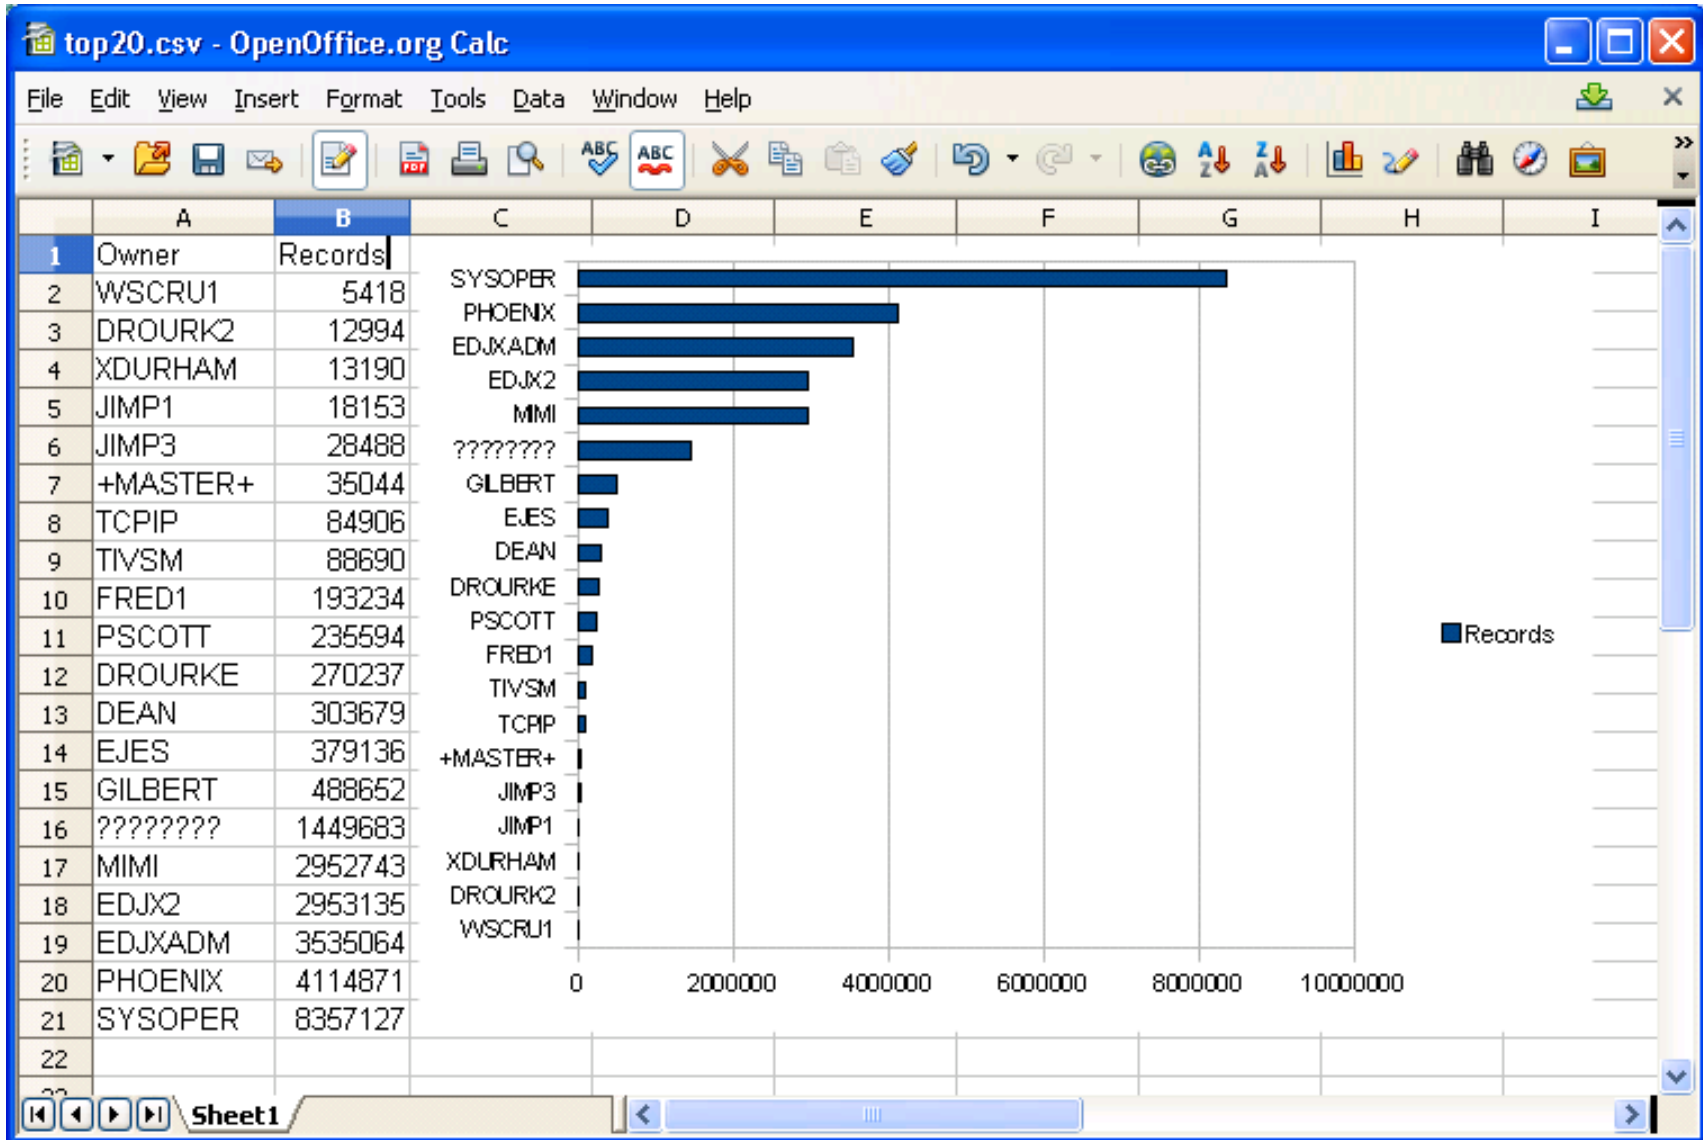 top20.csv - OpenOffice.org Calc
File Edit View Insert Format Tools Data Window Help
A B C D E F G H I
1 Owner Records
2 WSCRU1 5418
3 DROURK2 12994
4 XDURHAM 13190
5 JIMP1 18153
6 JIMP3 28488
7 +MASTER+ 35044
8 TCPIP 84906
9 TIVSM 88690
10 FRED1 193234
11 PSCOTT 235594
12 DROURKE 270237
13 DEAN 303679
14 EJES 379136
15 GILBERT 488652
16 ???????? 1449683
17 MIMI 2952743
18 EDJX2 2953135
19 EDJXADM 3535064
20 PHOENIX 4114871
21 SYSOPER 8357127
22
SYSOPER
PHOENIX
EDJXADM
EDJX2
MIMI
????????
GILBERT
EJES
DEAN
DROURKE
PSCOTT
FRED1
TIVSM
TCPIP
+MASTER+
JIMP3
JIMP1
XDURHAM
DROURK2
WSCRU1
0 2000000 4000000 6000000 8000000 10000000
Records
Sheet1